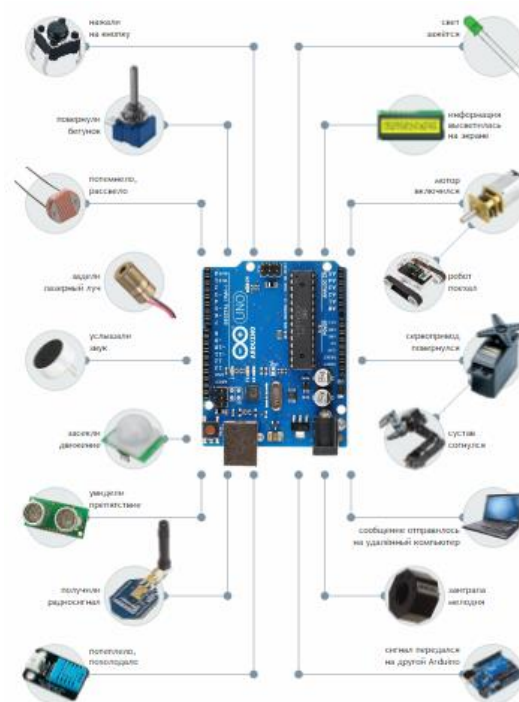 нажали
на кнопку
повернули
бегунок
потемнело,
рассвело
задели
лазерный луч
услышали
звук
засекли
движение
увидели
препятствие
получили
радиосигнал
потеплело,
похолодало
свет
зажёгся
информация
высветилась
на экране
мотор
включился
робот
поехал
сервопривод
повернулся
сустав
согнулся
сообщение отправилось
на удалённый компьютер
заиграла
мелодия
сигнал передался
на другой Arduino
UNO
ARDUINO